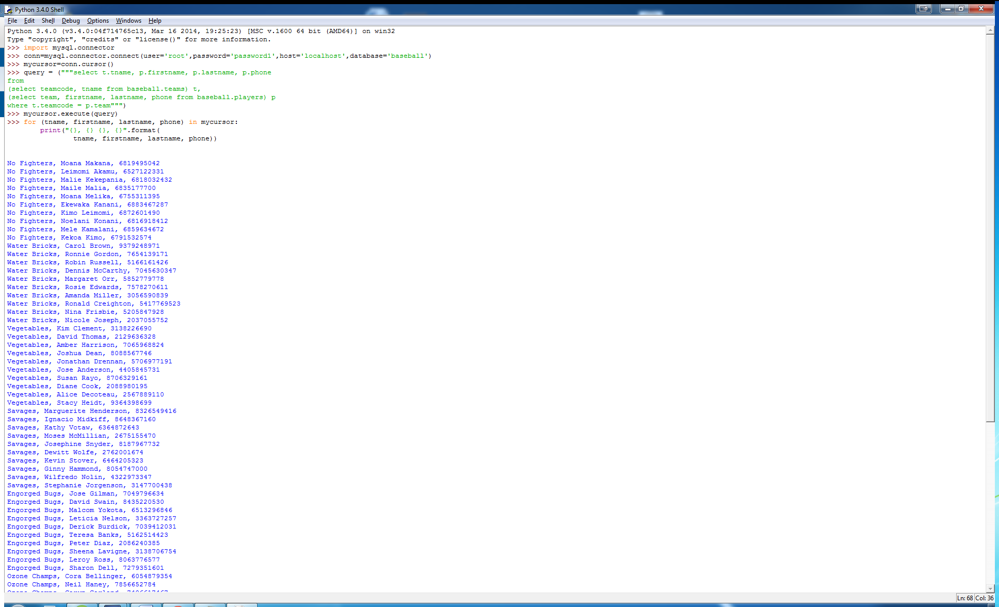 Python 3.4.0 Shell
File Edit Shell Debug Options Windows Help
Python 3.4.0 (v3.4.0:04f714765c13, Mar 16 2014, 19:25:23) [MSC v.1600 64 bit (AMD64)] on win32
Type "copyright", "credits" or "license()" for more information.
>>> import mysql.connector
>>> conn=mysql.connector.connect(user='root',password='password1',host='localhost',database='baseball')
>>> mycursor=conn.cursor()
>>> query = ("""select t.tname, p.firstname, p.lastname, p.phone
from
(select teamcode, tname from baseball.teams) t,
(select team, firstname, lastname, phone from baseball.players) p
where t.teamcode = p.team""")
>>> mycursor.execute(query)
>>> for (tname, firstname, lastname, phone) in mycursor:
print("{}, {} {}, {}".format(
tname, firstname, lastname, phone))
No Fighters, Moana Makana, 6819495042
No Fighters, Leimomi Akamu, 6527122331
No Fighters, Malie Kekepania, 6818032432
No Fighters, Maile Malia, 6835177700
No Fighters, Moana Melika, 6755311395
No Fighters, Ekewaka Kanani, 6883467287
No Fighters, Kimo Leimomi, 6872601490
No Fighters, Noelani Konani, 6816918412
No Fighters, Mele Kamalani, 6859634672
No Fighters, Kekoa Kimo, 6791532574
Water Bricks, Carol Brown, 9379248971
Water Bricks, Ronnie Gordon, 7654139171
Water Bricks, Robin Russell, 5166161426
Water Bricks, Dennis McCarthy, 7045630347
Water Bricks, Margaret Orr, 5852779778
Water Bricks, Rosie Edwards, 7578270611
Water Bricks, Amanda Miller, 3056590839
Water Bricks, Ronald Creighton, 5417769523
Water Bricks, Nina Frisbie, 5205847928
Water Bricks, Nicole Joseph, 2037055752
Vegetables, Kim Clement, 3138226690
Vegetables, David Thomas, 2129636328
Vegetables, Amber Harrison, 7065968824
Vegetables, Joshua Dean, 8088567746
Vegetables, Jonathan Drennan, 5706977191
Vegetables, Jose Anderson, 4405845731
Vegetables, Susan Rayo, 8706329161
Vegetables, Diane Cook, 2088980195
Vegetables, Alice Decoteau, 2567889110
Vegetables, Stacy Heidt, 9364398699
Savages, Marguerite Henderson, 8326549416
Savages, Ignacio Midkiff, 8648367160
Savages, Kathy Votaw, 6364872643
Savages, Moses McMillian, 2675155470
Savages, Josephine Snyder, 8187967732
Savages, Dewitt Wolfe, 2762001674
Savages, Kevin Stover, 6464205323
Savages, Ginny Hammond, 8054747000
Savages, Wilfredo Nolin, 4322973347
Savages, Stephanie Jorgenson, 3147700438
Engorged Bugs, Jose Gilman, 7049796634
Engorged Bugs, David Swain, 8435220530
Engorged Bugs, Malcom Yokota, 6513296846
Engorged Bugs, Leticia Nelson, 3363727257
Engorged Bugs, Derick Burdick, 7039412031
Engorged Bugs, Teresa Banks, 5162514423
Engorged Bugs, Peter Diaz, 2086240385
Engorged Bugs, Sheena Lavigne, 3138706754
Engorged Bugs, Leroy Ross, 8063776577
Engorged Bugs, Sharon Dell, 7279351601
Ozone Champs, Cora Bellinger, 6054879354
Ozone Champs, Neil Haney, 7856652784
Ozone Champs,
Ln: 68 Col: 36